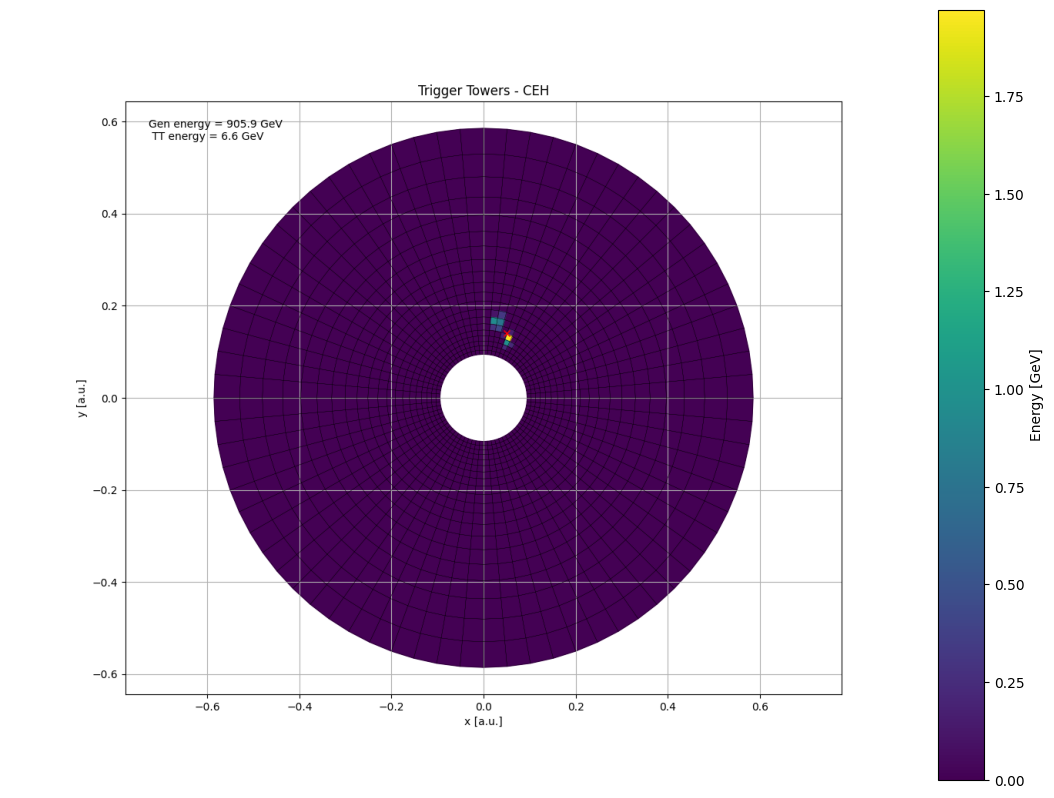 Trigger Towers - CEH
Gen energy = 905.9 GeV
TT energy = 6.6 GeV
0.6
0.4
0.2
0.0
−0.2
−0.4
−0.6
y [a.u.]
−0.6 −0.4 −0.2 0.0 0.2 0.4 0.6
x [a.u.]
1.75
1.50
1.25
1.00
0.75
0.50
0.25
0.00
Energy [GeV]